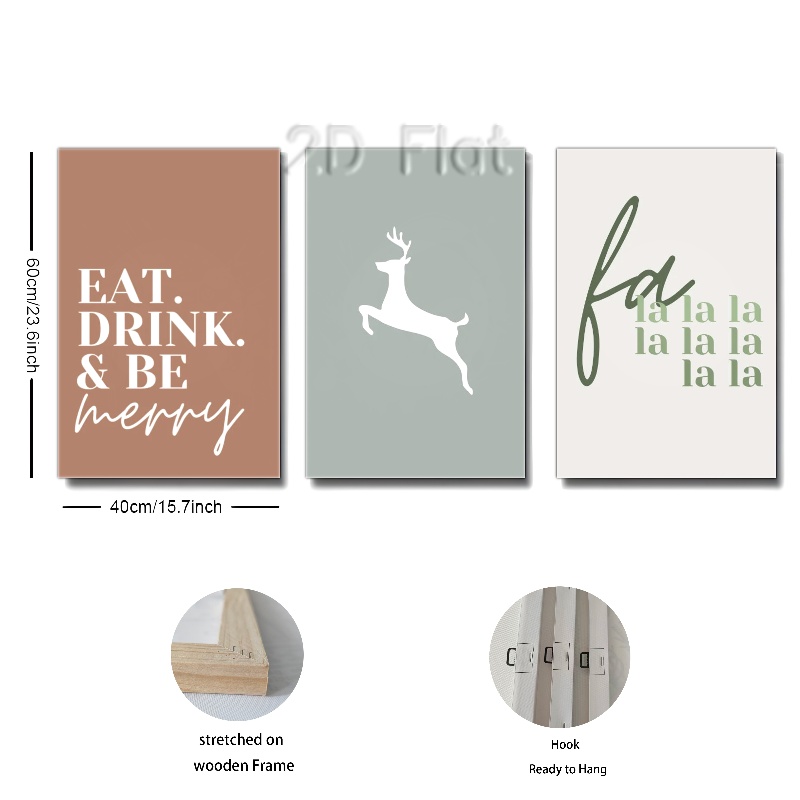 2D Flat
EAT.
DRINK.
& BE
merry
fa
la la la
la la la
la la
60cm/23.6inch
40cm/15.7inch
stretched on
wooden Frame
Hook
Ready to Hang